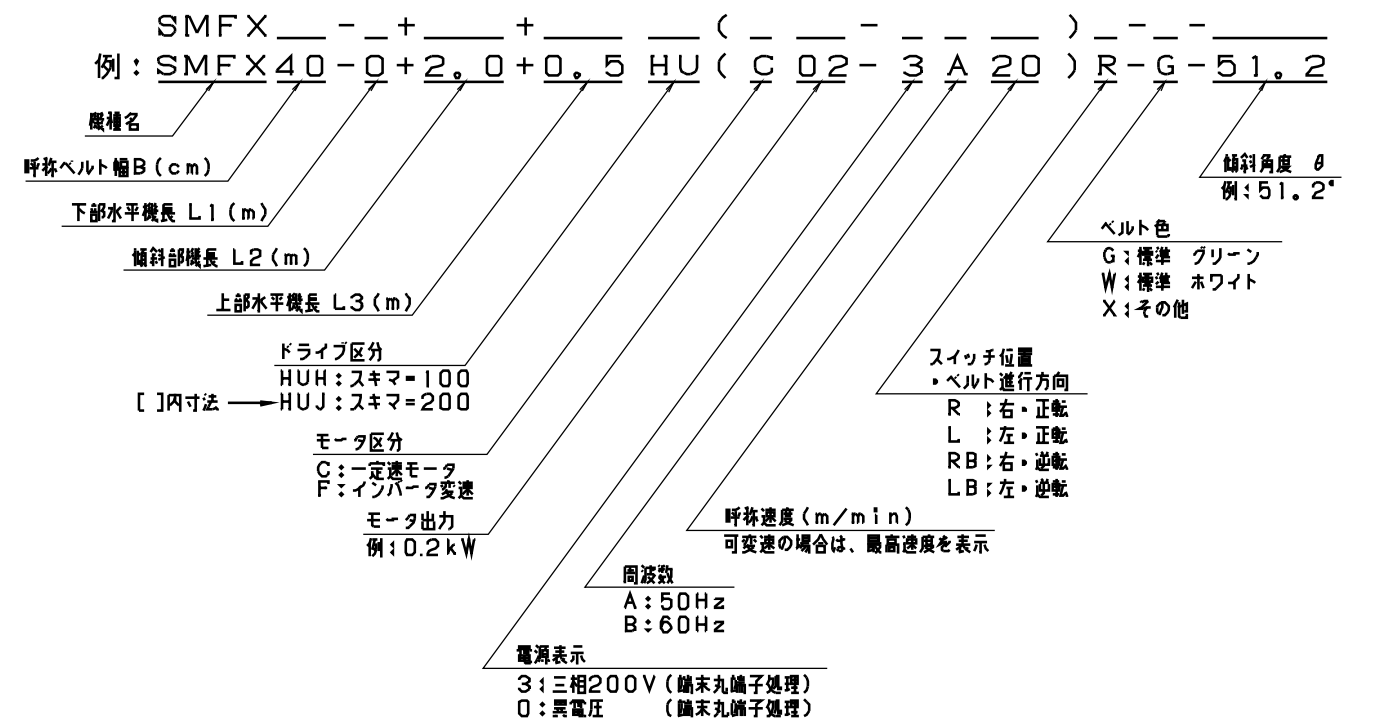 SMFX -  +  +   (    -    )  -  -
例：SMFX40-0+2.0+0.5 HU(C 02-3 A 20)R-G-51.2
機種名
呼称ベルト幅B(cm)
下部水平機長 L1(m)
傾斜部機長 L2(m)
上部水平機長 L3(m)
ドライブ区分
HUH:スキマ=100
[ ]内寸法 HUJ:スキマ=200
モータ区分
C:一定速モータ
F:インバータ変速
モータ出力
例:0.2kW
電源表示
3:三相200V(端末丸端子処理)
0:異電圧 (端末丸端子処理)
周波数
A:50Hz
B:60Hz
呼称速度(m/min)
可変速の場合は、最高速度を表示
スイッチ位置
・ベルト進行方向
R :右・正転
L :左・正転
RB:右・逆転
LB:左・逆転
ベルト色
G:標準 グリーン
W:標準 ホワイト
X:その他
傾斜角度 θ
例:51.2°